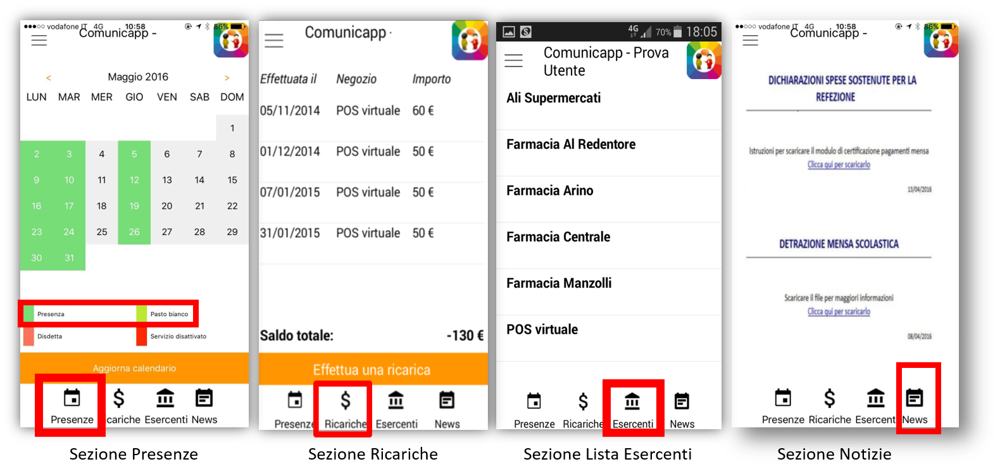 ●●●○○ vodafone IT 4G 10:58 86%
Comunicapp -
< Maggio 2016 >
LUN MAR MER GIO VEN SAB DOM
1
2 3 4 5 6 7 8
9 10 11 12 13 14 15
16 17 18 19 20 21 22
23 24 25 26 27 28 29
30 31
Presenza Pasto bianco
Disdetta Servizio disattivato
Aggiorna calendario
Presenze icariche Esercenti News
Sezione Presenze
Comunicapp -
Effettuata il Negozio Importo
05/11/2014 POS virtuale 60 €
01/12/2014 POS virtuale 50 €
07/01/2015 POS virtuale 50 €
31/01/2015 POS virtuale 50 €
Saldo totale: -130 €
Effettua una ricarica
Presenze Ricariche Esercenti News
Sezione Ricariche
4G 70% 18:05
Comunicapp - Prova
Utente
Ali Supermercati
Farmacia Al Redentore
Farmacia Arino
Farmacia Centrale
Farmacia Manzolli
POS virtuale
Presenze Ricariche Esercenti News
Sezione Lista Esercenti
●●○○○ vodafone IT 4G 10:58 86%
Comunicapp -
DICHIARAZIONI SPESE SOSTENUTE PER LA
REFEZIONE
Istruzioni per scaricare il modulo di certificazione pagamenti mensa
Clicca qui per scaricarlo
13/04/2016
DETRAZIONE MENSA SCOLASTICA
Scaricare il file per maggiori informazioni
Clicca qui per scaricarlo
08/04/2016
Presenze Ricariche Esercent News
Sezione Notizie